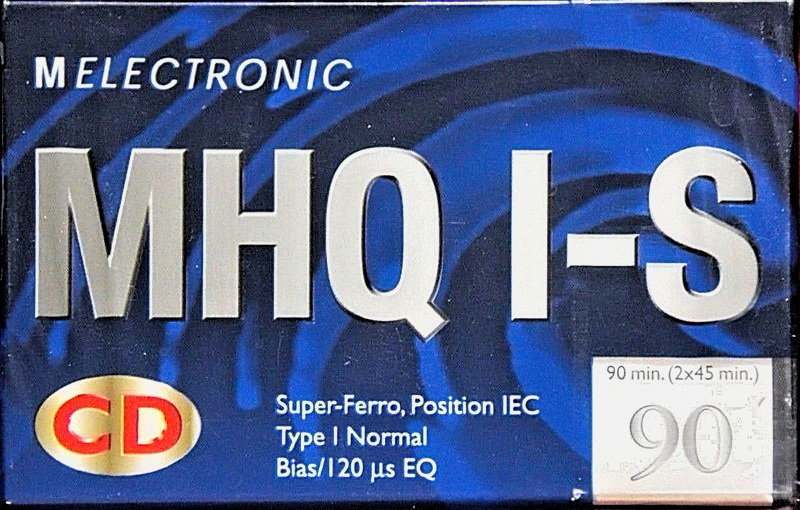 MELECTRONIC
MHQ I-S
CD
Super-Ferro, Position IEC
Type I Normal
Bias/120 µs EQ
90 min. (2x45 min.)
90